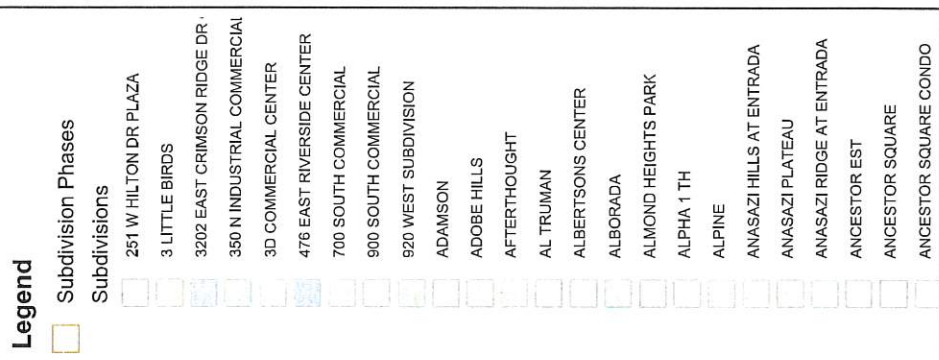 Legend
Subdivision Phases
Subdivisions
251 W HILTON DR PLAZA
3 LITTLE BIRDS
3202 EAST CRIMSON RIDGE DR
350 N INDUSTRIAL COMMERCIAL
3D COMMERCIAL CENTER
476 EAST RIVERSIDE CENTER
700 SOUTH COMMERCIAL
900 SOUTH COMMERCIAL
920 WEST SUBDIVISION
ADAMSON
ADOBE HILLS
AFTERTHOUGHT
AL TRUMAN
ALBERTSONS CENTER
ALBORADA
ALMOND HEIGHTS PARK
ALPHA 1 TH
ALPINE
ANASAZI HILLS AT ENTRADA
ANASAZI PLATEAU
ANASAZI RIDGE AT ENTRADA
ANCESTOR EST
ANCESTOR SQUARE
ANCESTOR SQUARE CONDO